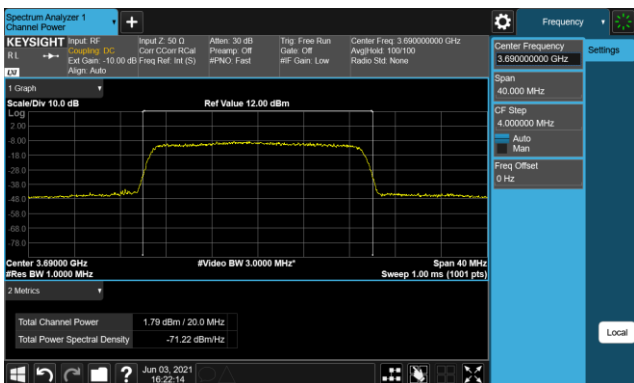 Spectrum Analyzer 1
Channel Power
+
Frequency
KEYSIGHT
RL
LXI
Input: RF
Coupling: DC
Ext Gain: -10.00 dB
Align: Auto
Input Z: 50 Ω
Corr CCorr RCal
Freq Ref: Int (S)
Atten: 30 dB
Preamp: Off
#PNO: Fast
Trig: Free Run
Gate: Off
#IF Gain: Low
Center Freq: 3.690000000 GHz
Avg|Hold: 100/100
Radio Std: None
Center Frequency
3.690000000 GHz
Settings
Span
40.000 MHz
CF Step
4.000000 MHz
Auto
Man
Freq Offset
0 Hz
Local
1 Graph
Scale/Div 10.0 dB
Ref Value 12.00 dBm
Log
2.00
-8.00
-18.0
-28.0
-38.0
-48.0
-58.0
-68.0
-78.0
Center 3.69000 GHz
#Video BW 3.0000 MHz*
Span 40 MHz
#Res BW 1.0000 MHz
Sweep 1.00 ms (1001 pts)
2 Metrics
Total Channel Power 1.79 dBm / 20.0 MHz
Total Power Spectral Density -71.22 dBm/Hz
?
Jun 03, 2021
16:22:14